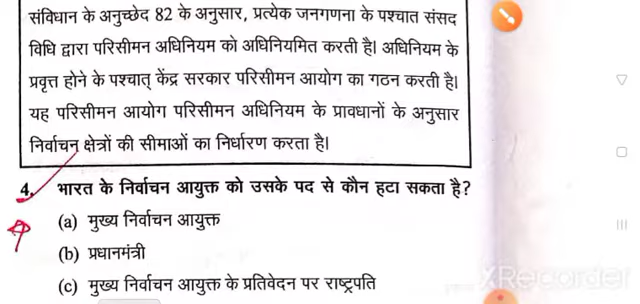 संविधान के अनुच्छेद 82 के अनुसार, प्रत्येक जनगणना के पश्चात संसद
विधि द्वारा परिसीमन अधिनियम को अधिनियमित करती है। अधिनियम के
प्रवृत्त होने के पश्चात् केंद्र सरकार परिसीमन आयोग का गठन करती है।
यह परिसीमन आयोग परिसीमन अधिनियम के प्रावधानों के अनुसार
निर्वाचन क्षेत्रों की सीमाओं का निर्धारण करता है।
4. भारत के निर्वाचन आयुक्त को उसके पद से कौन हटा सकता है?
(a) मुख्य निर्वाचन आयुक्त
(b) प्रधानमंत्री
(c) मुख्य निर्वाचन आयुक्त के प्रतिवेदन पर राष्ट्रपति
XRecorder